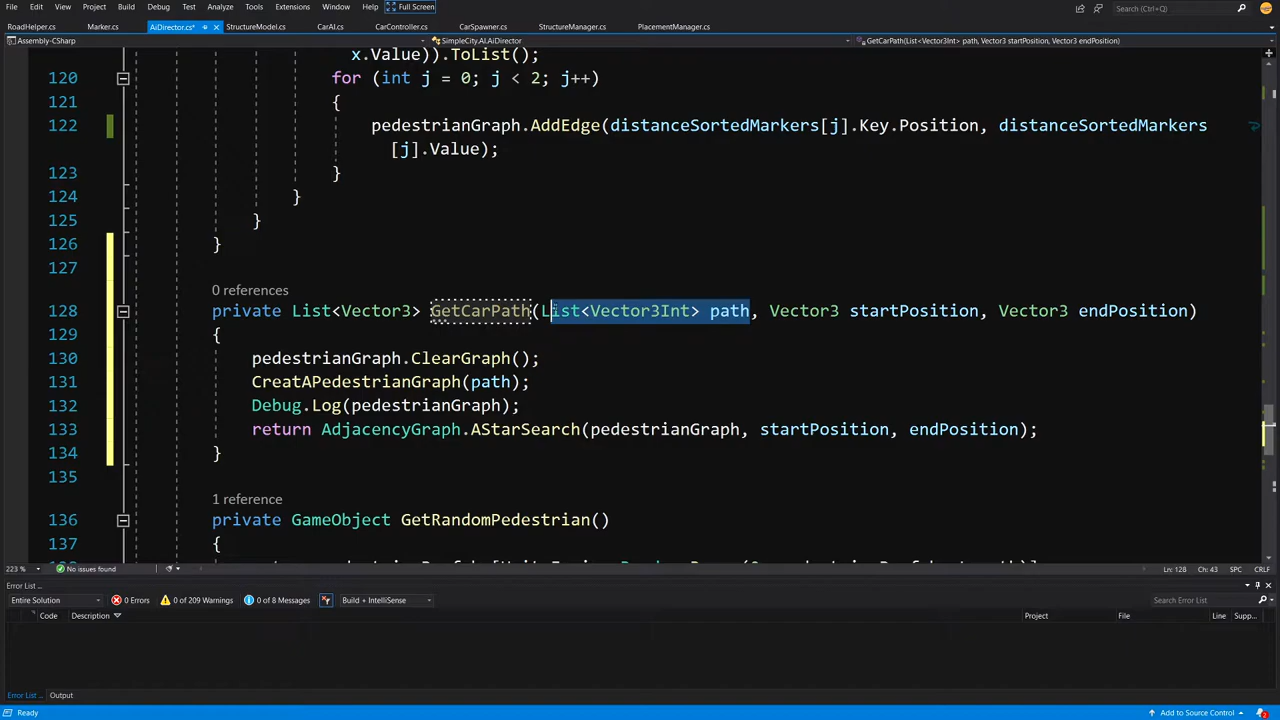 File Edit View Project Build Debug Test Analyze Tools Extensions Window Help Full Screen Search (Ctrl+Q)
RoadHelper.cs Marker.cs AiDirector.cs* StructureModel.cs CarAI.cs CarController.cs CarSpawner.cs StructureManager.cs PlacementManager.cs
Assembly-CSharp SimpleCity.AI.AiDirector GetCarPath(List<Vector3Int> path, Vector3 startPosition, Vector3 endPosition)
x.Value)).ToList();
120 for (int j = 0; j < 2; j++)
121 {
122 pedestrianGraph.AddEdge(distanceSortedMarkers[j].Key.Position, distanceSortedMarkers
[j].Value);
123 }
124 }
125 }
126 }
127
0 references
128 private List<Vector3> GetCarPath(List<Vector3Int> path, Vector3 startPosition, Vector3 endPosition)
129 {
130 pedestrianGraph.ClearGraph();
131 CreatAPedestrianGraph(path);
132 Debug.Log(pedestrianGraph);
133 return AdjacencyGraph.AStarSearch(pedestrianGraph, startPosition, endPosition);
134 }
135
1 reference
136 private GameObject GetRandomPedestrian()
137 {
223 % No issues found Ln: 128 Ch: 43 SPC CRLF
Error List
Entire Solution 0 Errors 0 of 209 Warnings 0 of 8 Messages Build + IntelliSense Search Error List
Code Description Project File Line Supp...
Error List ... Output
Ready Add to Source Control 2